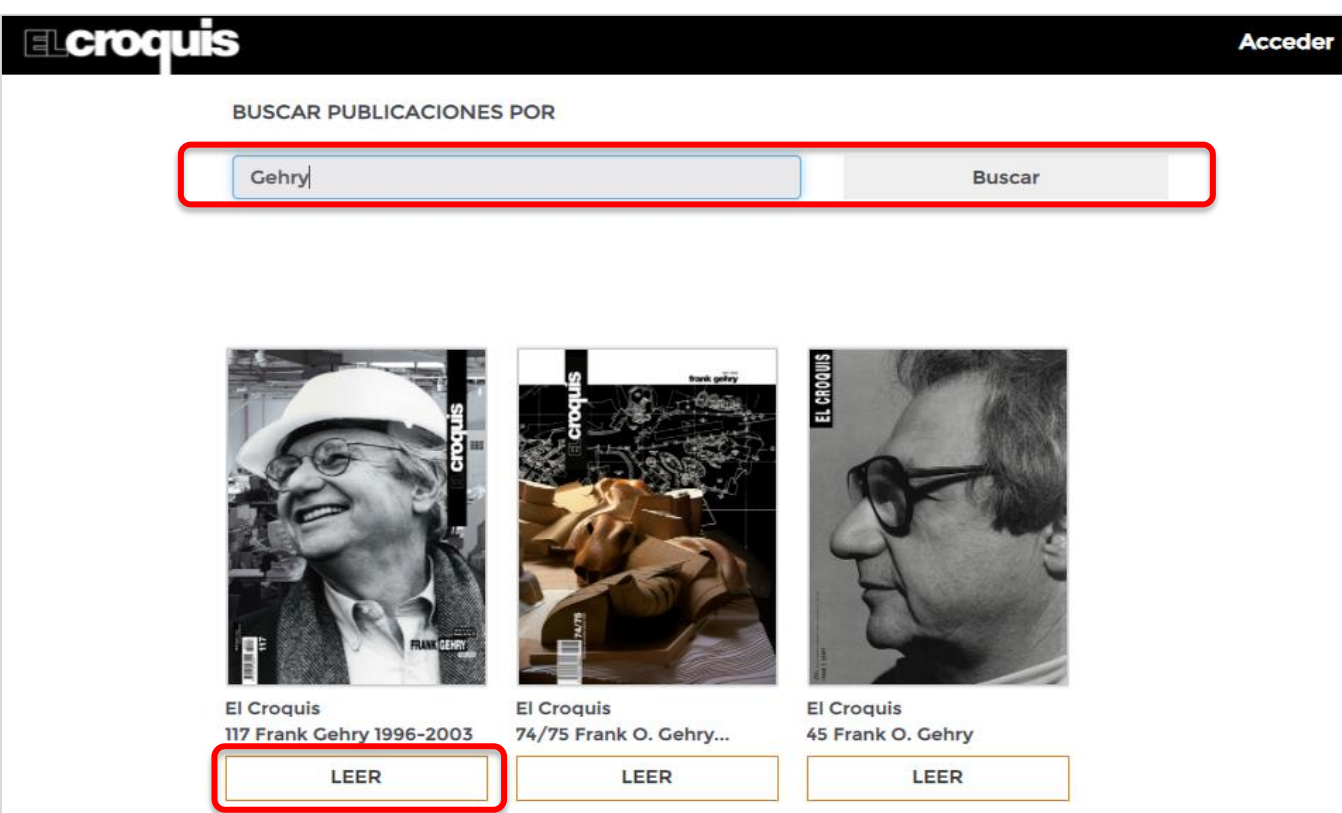 ELcroquis
Acceder
BUSCAR PUBLICACIONES POR
Gehry
Buscar
EL croquis
117
FRANK GEHRY
EL croquis
frank gehry
74/75
EL CROQUIS
El Croquis
117 Frank Gehry 1996-2003
LEER
El Croquis
74/75 Frank O. Gehry...
LEER
El Croquis
45 Frank O. Gehry
LEER